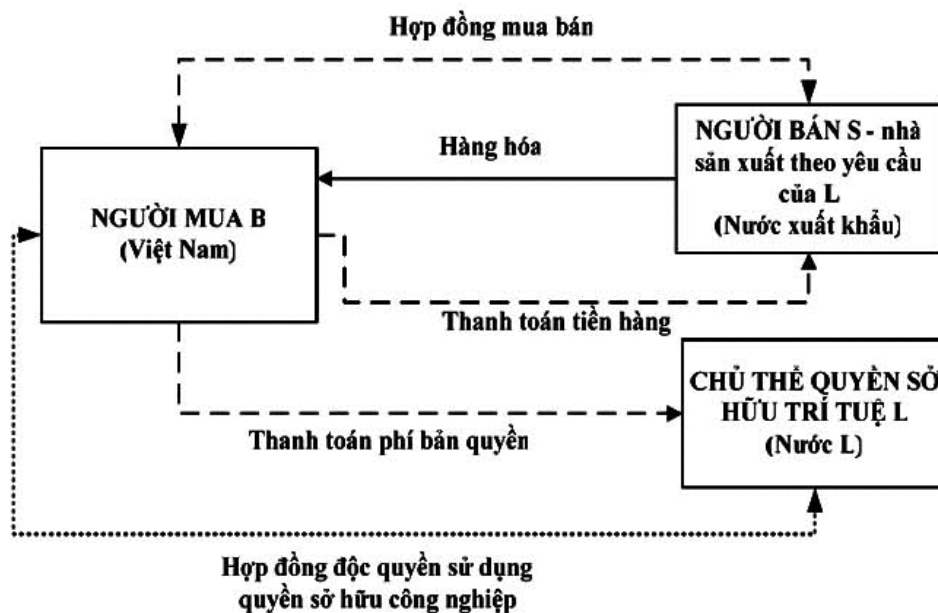 Hợp đồng mua bán
NGƯỜI BÁN S - nhà
sản xuất theo yêu cầu
của L
(Nước xuất khẩu)
Hàng hóa
NGƯỜI MUA B
(Việt Nam)
Thanh toán tiền hàng
CHỦ THỂ QUYỀN SỞ
HỮU TRÍ TUỆ L
(Nước L)
Thanh toán phí bản quyền
Hợp đồng độc quyền sử dụng
quyền sở hữu công nghiệp